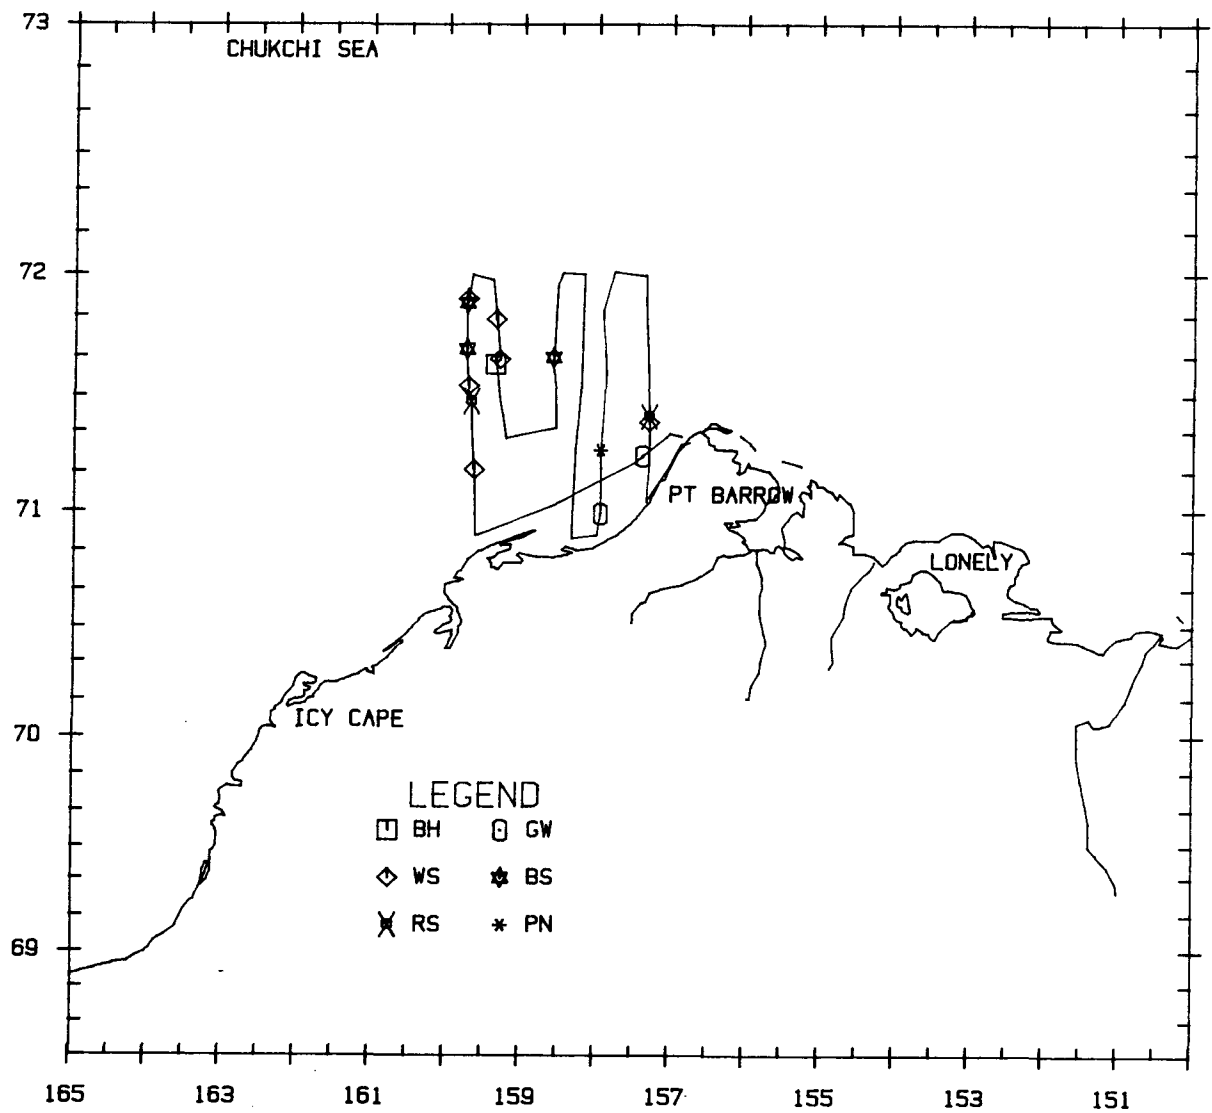 73
CHUKCHI SEA
72
71
PT BARROW
LONELY
ICY CAPE
70
LEGEND
BH GW
WS BS
RS PN
69
165 163 161 159 157 155 153 151